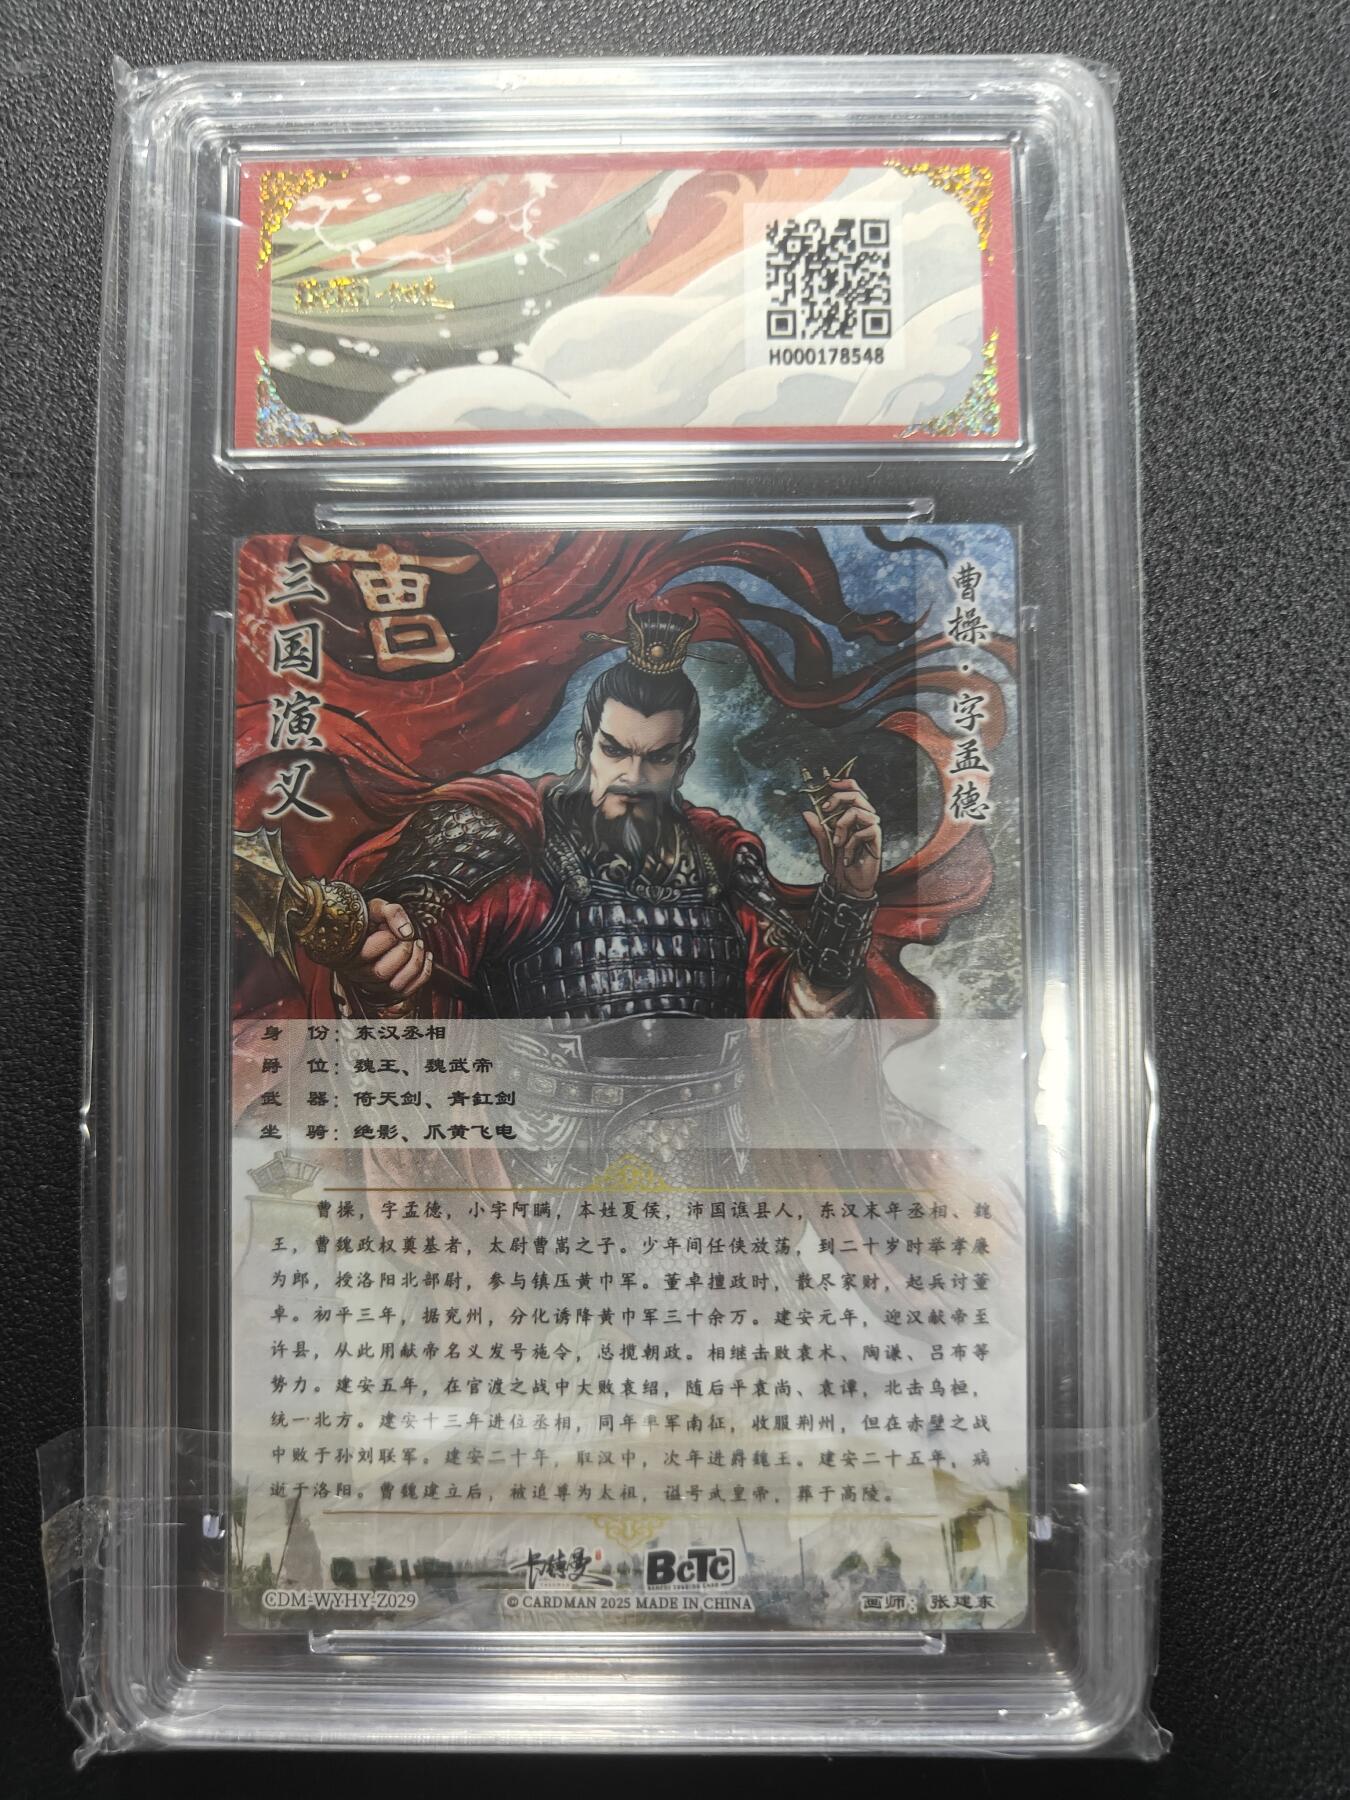 H000178548
曹
三国演义
曹操·字孟德
身 份：东汉丞相
爵 位：魏王、魏武帝
武 器：倚天剑、青釭剑
坐 骑：绝影、爪黄飞电
曹操，字孟德，小字阿瞒，本姓夏侯，沛国谯县人，东汉末年丞相、魏
王，曹魏政权奠基者，太尉曹嵩之子。少年间任侠放荡，到二十岁时举孝廉
为郎，授洛阳北部尉，参与镇压黄巾军。董卓擅政时，散尽家财，起兵讨董
卓。初平三年，据兖州，分化诱降黄巾军三十余万。建安元年，迎汉献帝至
许县，从此用献帝名义发号施令，总揽朝政。相继击败袁术、陶谦、吕布等
势力。建安五年，在官渡之战中大败袁绍，随后平袁尚、袁谭，北击乌桓，
统一北方。建安十三年进位丞相，同年率军南征，收服荆州，但在赤壁之战
中败于孙刘联军。建安二十年，取汉中，次年进爵魏王。建安二十五年，病
逝于洛阳。曹魏建立后，被追尊为太祖，谥号武皇帝，葬于高陵。
卡德曼
BCTC
CDM-WYHY-Z029
© CARDMAN 2025 MADE IN CHINA
画师：张建东